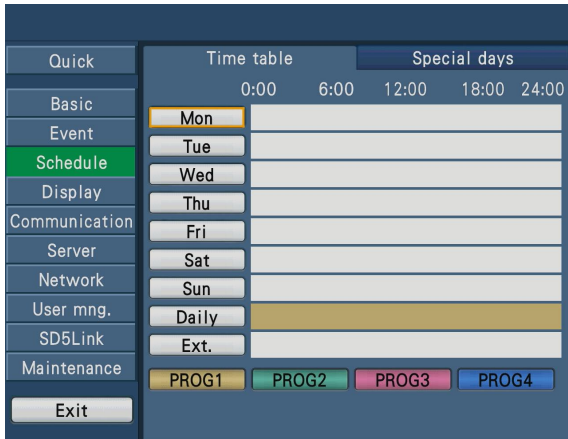 Quick
Basic
Event
Schedule
Display
Communication
Server
Network
User mng.
SD5Link
Maintenance
Exit
Time table Special days
0:00 6:00 12:00 18:00 24:00
Mon
Tue
Wed
Thu
Fri
Sat
Sun
Daily
Ext.
PROG1 PROG2 PROG3 PROG4